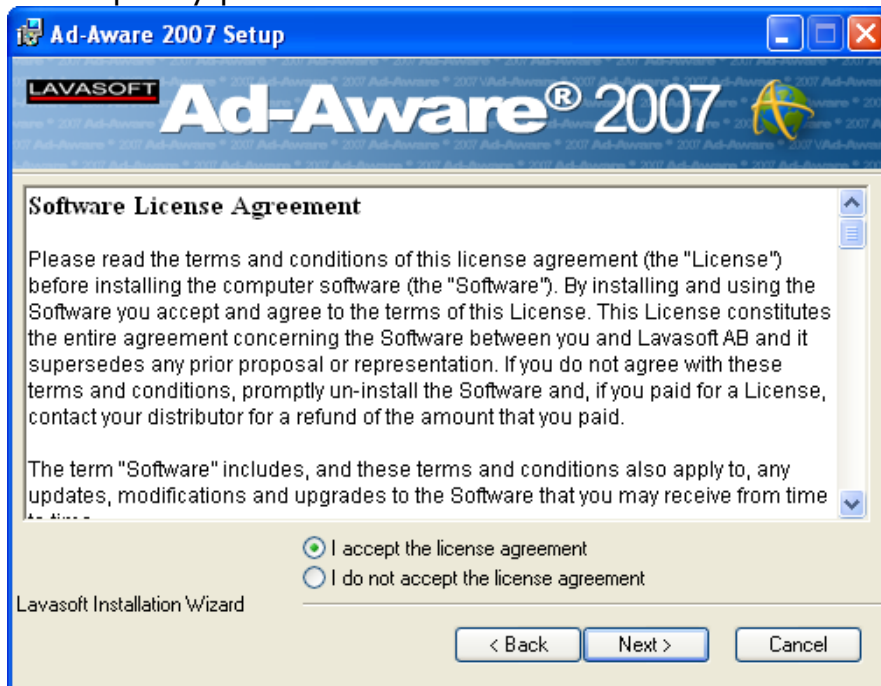 Ad-Aware 2007 Setup
LAVASOFT
Ad-Aware® 2007
Software License Agreement
Please read the terms and conditions of this license agreement (the "License")
before installing the computer software (the "Software"). By installing and using the
Software you accept and agree to the terms of this License. This License constitutes
the entire agreement concerning the Software between you and Lavasoft AB and it
supersedes any prior proposal or representation. If you do not agree with these
terms and conditions, promptly un-install the Software and, if you paid for a License,
contact your distributor for a refund of the amount that you paid.
The term "Software" includes, and these terms and conditions also apply to, any
updates, modifications and upgrades to the Software that you may receive from time
I accept the license agreement
I do not accept the license agreement
Lavasoft Installation Wizard
< Back
Next >
Cancel